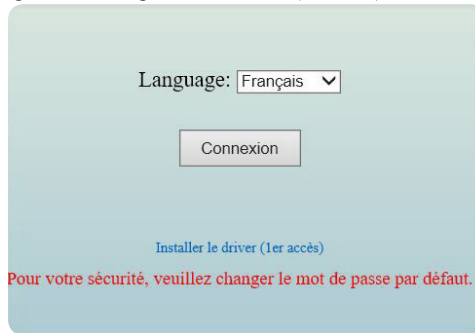 Language: Français
Connexion
Installer le driver (1er accès)
Pour votre sécurité, veuillez changer le mot de passe par défaut.